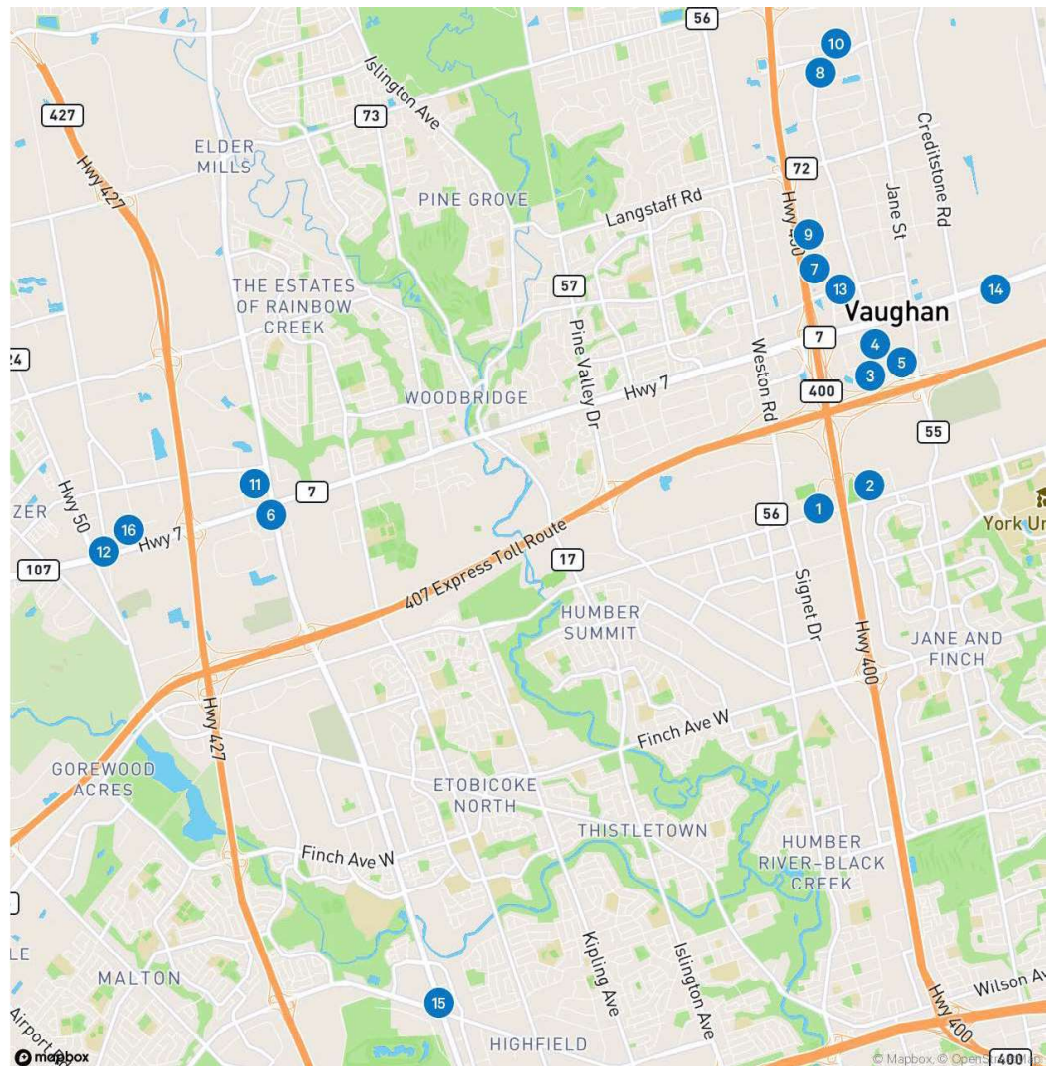 56
10
8
427
73
Islington Ave
ELDER
MILLS
Hwy 427
Creditstone Rd
72
PINE GROVE
Langstaff Rd
Jane St
Hwy 400
9
7
57
13
14
THE ESTATES
OF RAINBOW
CREEK
Vaughan
7
4
5
3
24
Pine Valley Dr
Weston Rd
Hwy 7
400
WOODBRIDGE
55
11
7
6
2
1
56
Hwy 50
ZER
16
12
Hwy 7
107
York Un
407 Express Toll Route
17
HUMBER
SUMMIT
Signet Dr
Hwy 400
JANE AND
FINCH
Hwy 427
Finch Ave W
GOREWOOD
ACRES
ETOBICOKE
NORTH
THISTLETOWN
HUMBER
RIVER-BLACK
CREEK
Finch Ave W
LE
MALTON
Kipling Ave
Islington Ave
Wilson Av
15
Hwy 400
Airport
HIGHFIELD
mapbox
© Mapbox, © OpenStreetMap
400